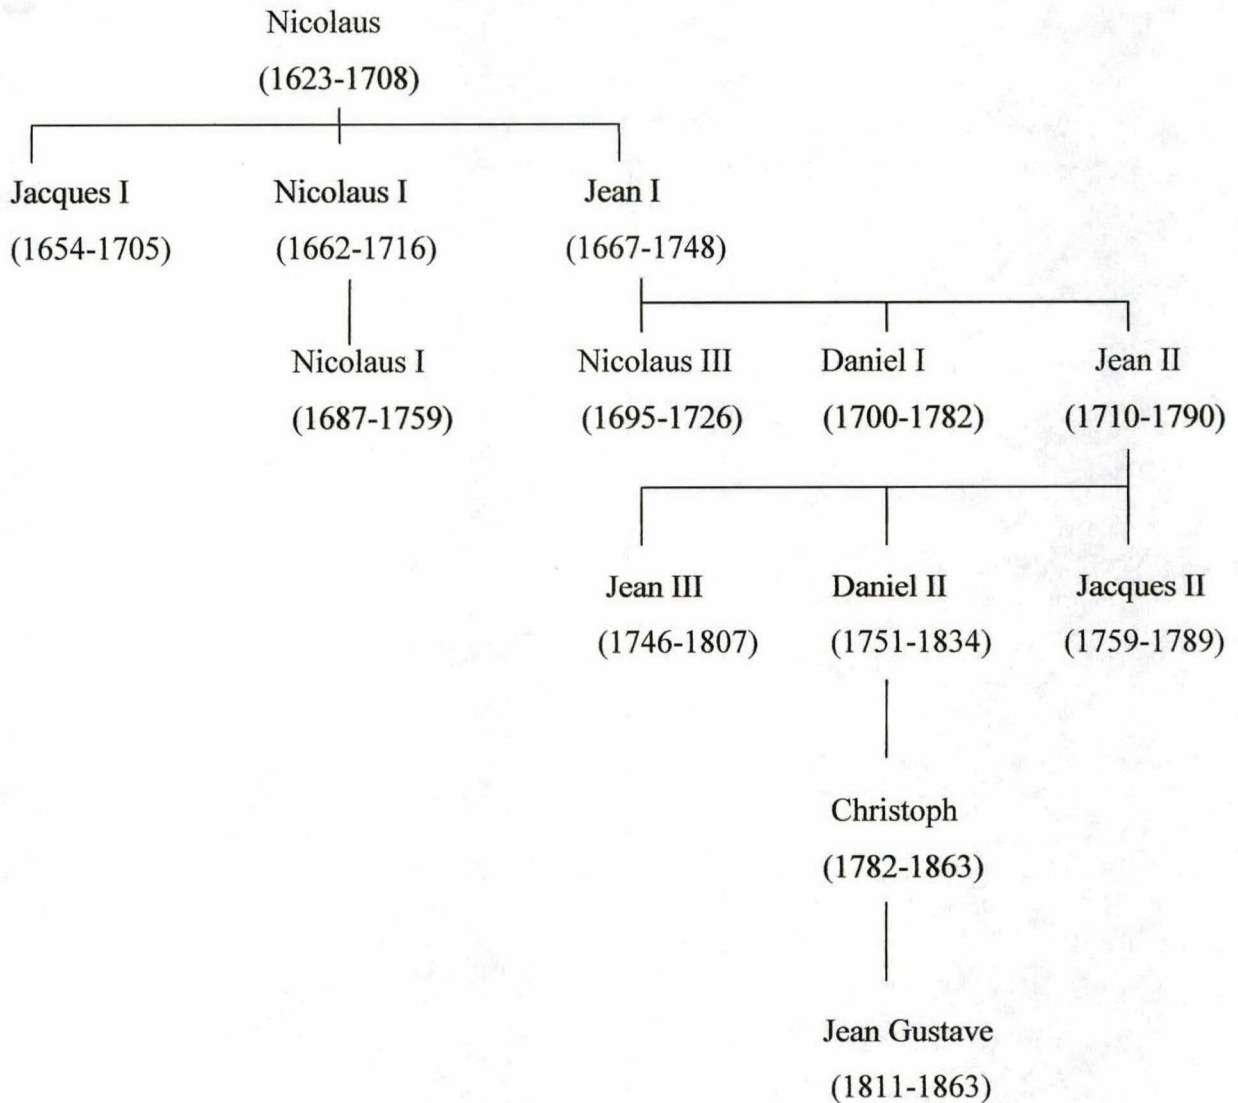 Nicolaus
(1623-1708)
Jacques I Nicolaus I Jean I
(1654-1705) (1662-1716) (1667-1748)
Nicolaus I Nicolaus III Daniel I Jean II
(1687-1759) (1695-1726) (1700-1782) (1710-1790)
Jean III Daniel II Jacques II
(1746-1807) (1751-1834) (1759-1789)
Christoph
(1782-1863)
Jean Gustave
(1811-1863)